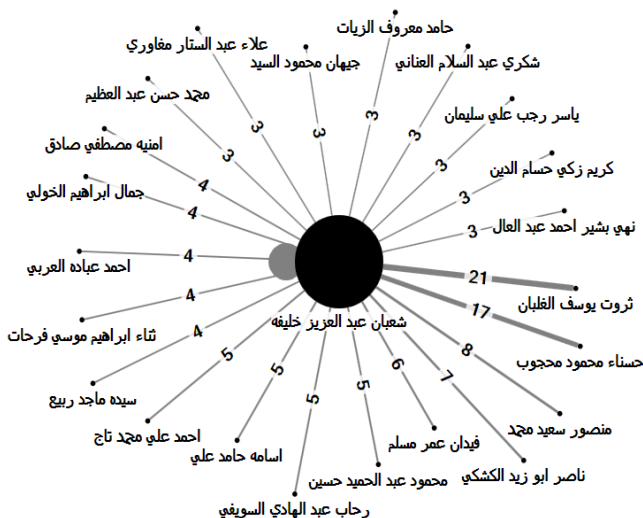 حامد معروف الزيات
علاء عبد الستار مغاوري
جيهان محمود السيد
شكري عبد السلام العناني
محمد حسن عبد العظيم
ياسر رجب علي سليمان
امنيه مصطفي صادق
كريم زكي حسام الدين
جمال ابراهيم الخولي
نهي بشير احمد عبد العال
احمد عباده العربي
ثروت يوسف الغلبان
شعبان عبد العزيز خليفه
ثناء ابراهيم موسي فرحات
حسناء محمود محجوب
سيده ماجد ربيع
منصور سعيد محمد
احمد علي محمد تاج
فيدان عمر مسلم
اسامه حامد علي
ناصر ابو زيد الكشكي
محمود عبد الحميد حسين
رحاب عبد الهادي السويفي
3
3
3
3
3
3
3
3
4
4
4
4
4
21
17
8
7
6
5
5
5
5